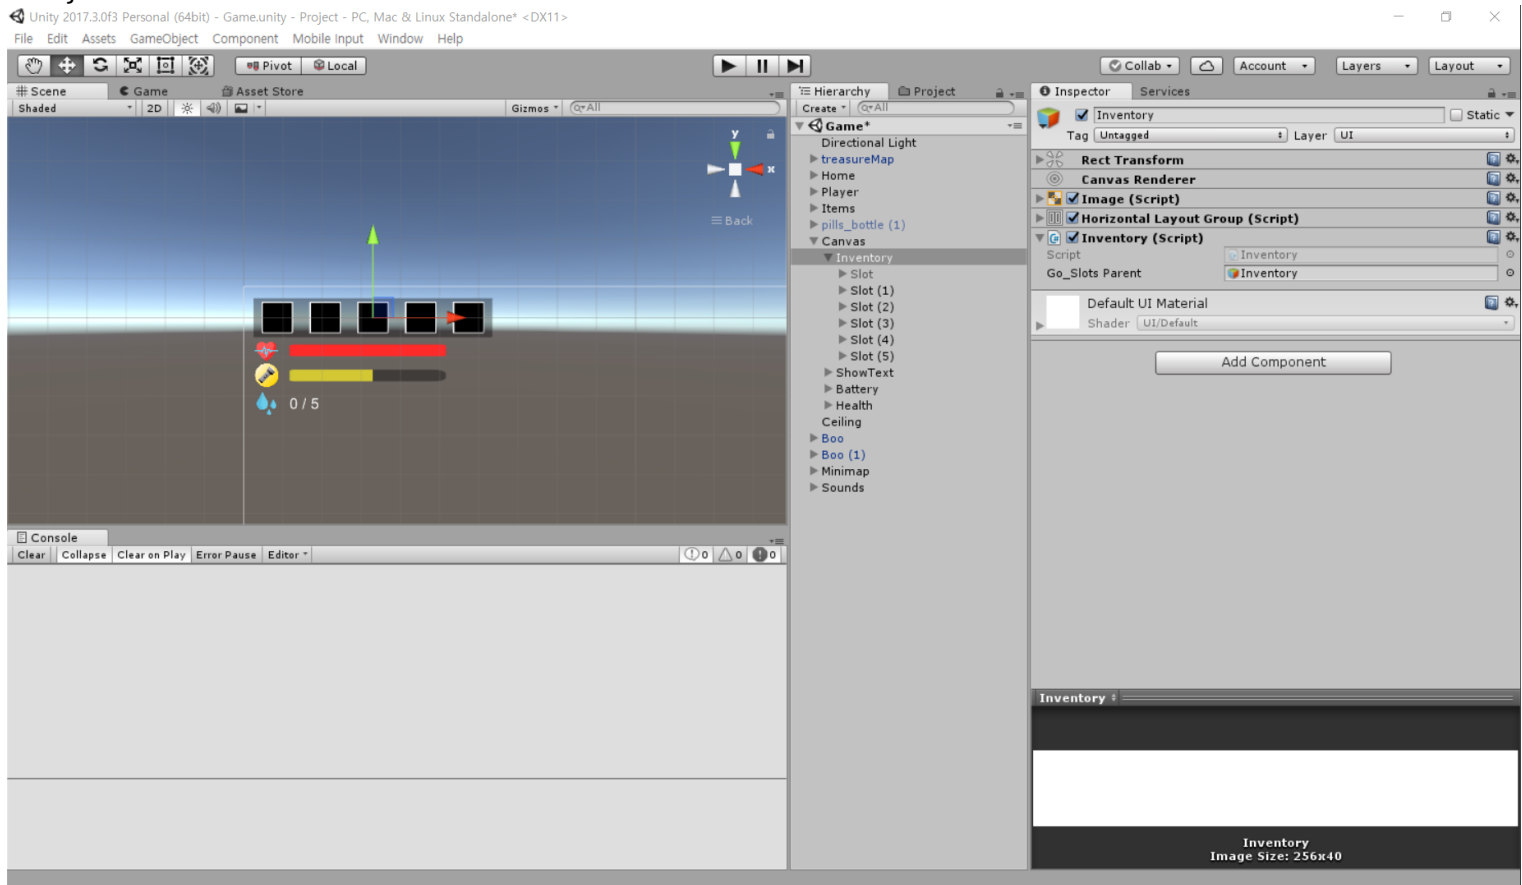 Unity 2017.3.0f3 Personal (64bit) - Game.unity - Project - PC, Mac & Linux Standalone* <DX11>
File Edit Assets GameObject Component Mobile Input Window Help
Pivot Local Collab Account Layers Layout
Scene Game Asset Store
Shaded 2D Gizmos All
y
x
Back
0 / 5
Console
Clear Collapse Clear on Play Error Pause Editor 0 0 0
Hierarchy Project
Create All
Game*
Directional Light
treasureMap
Home
Player
Items
pills_bottle (1)
Canvas
Inventory
Slot
Slot (1)
Slot (2)
Slot (3)
Slot (4)
Slot (5)
ShowText
Battery
Health
Ceiling
Boo
Boo (1)
Minimap
Sounds
Inspector Services
Inventory Static
Tag Untagged Layer UI
Rect Transform
Canvas Renderer
Image (Script)
Horizontal Layout Group (Script)
Inventory (Script)
Script Inventory
Go_Slots Parent Inventory
Default UI Material
Shader UI/Default
Add Component
Inventory
Inventory
Image Size: 256x40